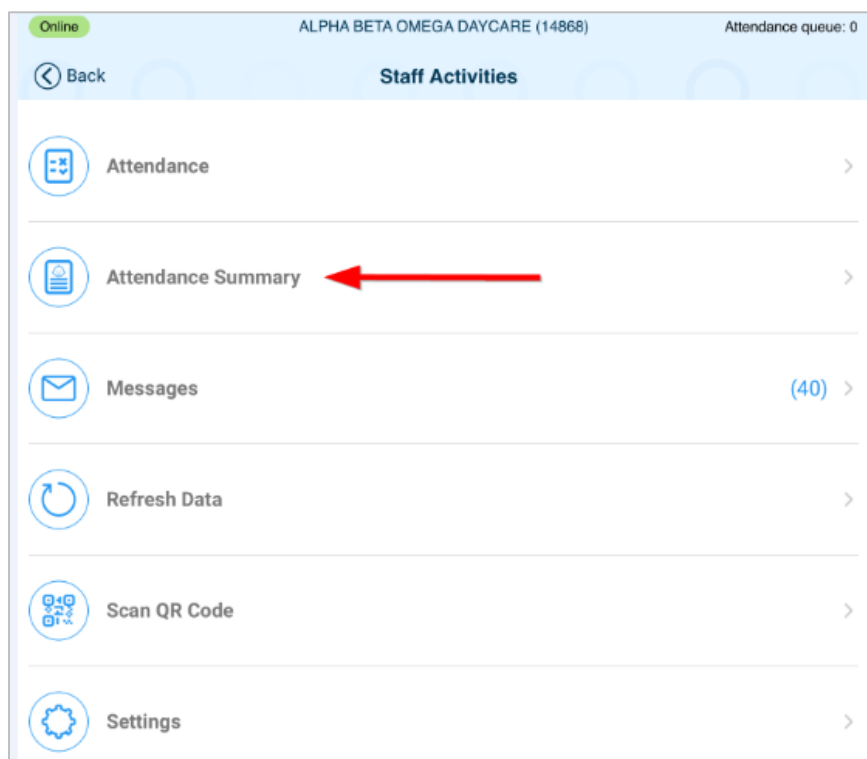 Online ALPHA BETA OMEGA DAYCARE (14868) Attendance queue: 0
Back Staff Activities
Attendance
Attendance Summary
Messages (40)
Refresh Data
Scan QR Code
Settings